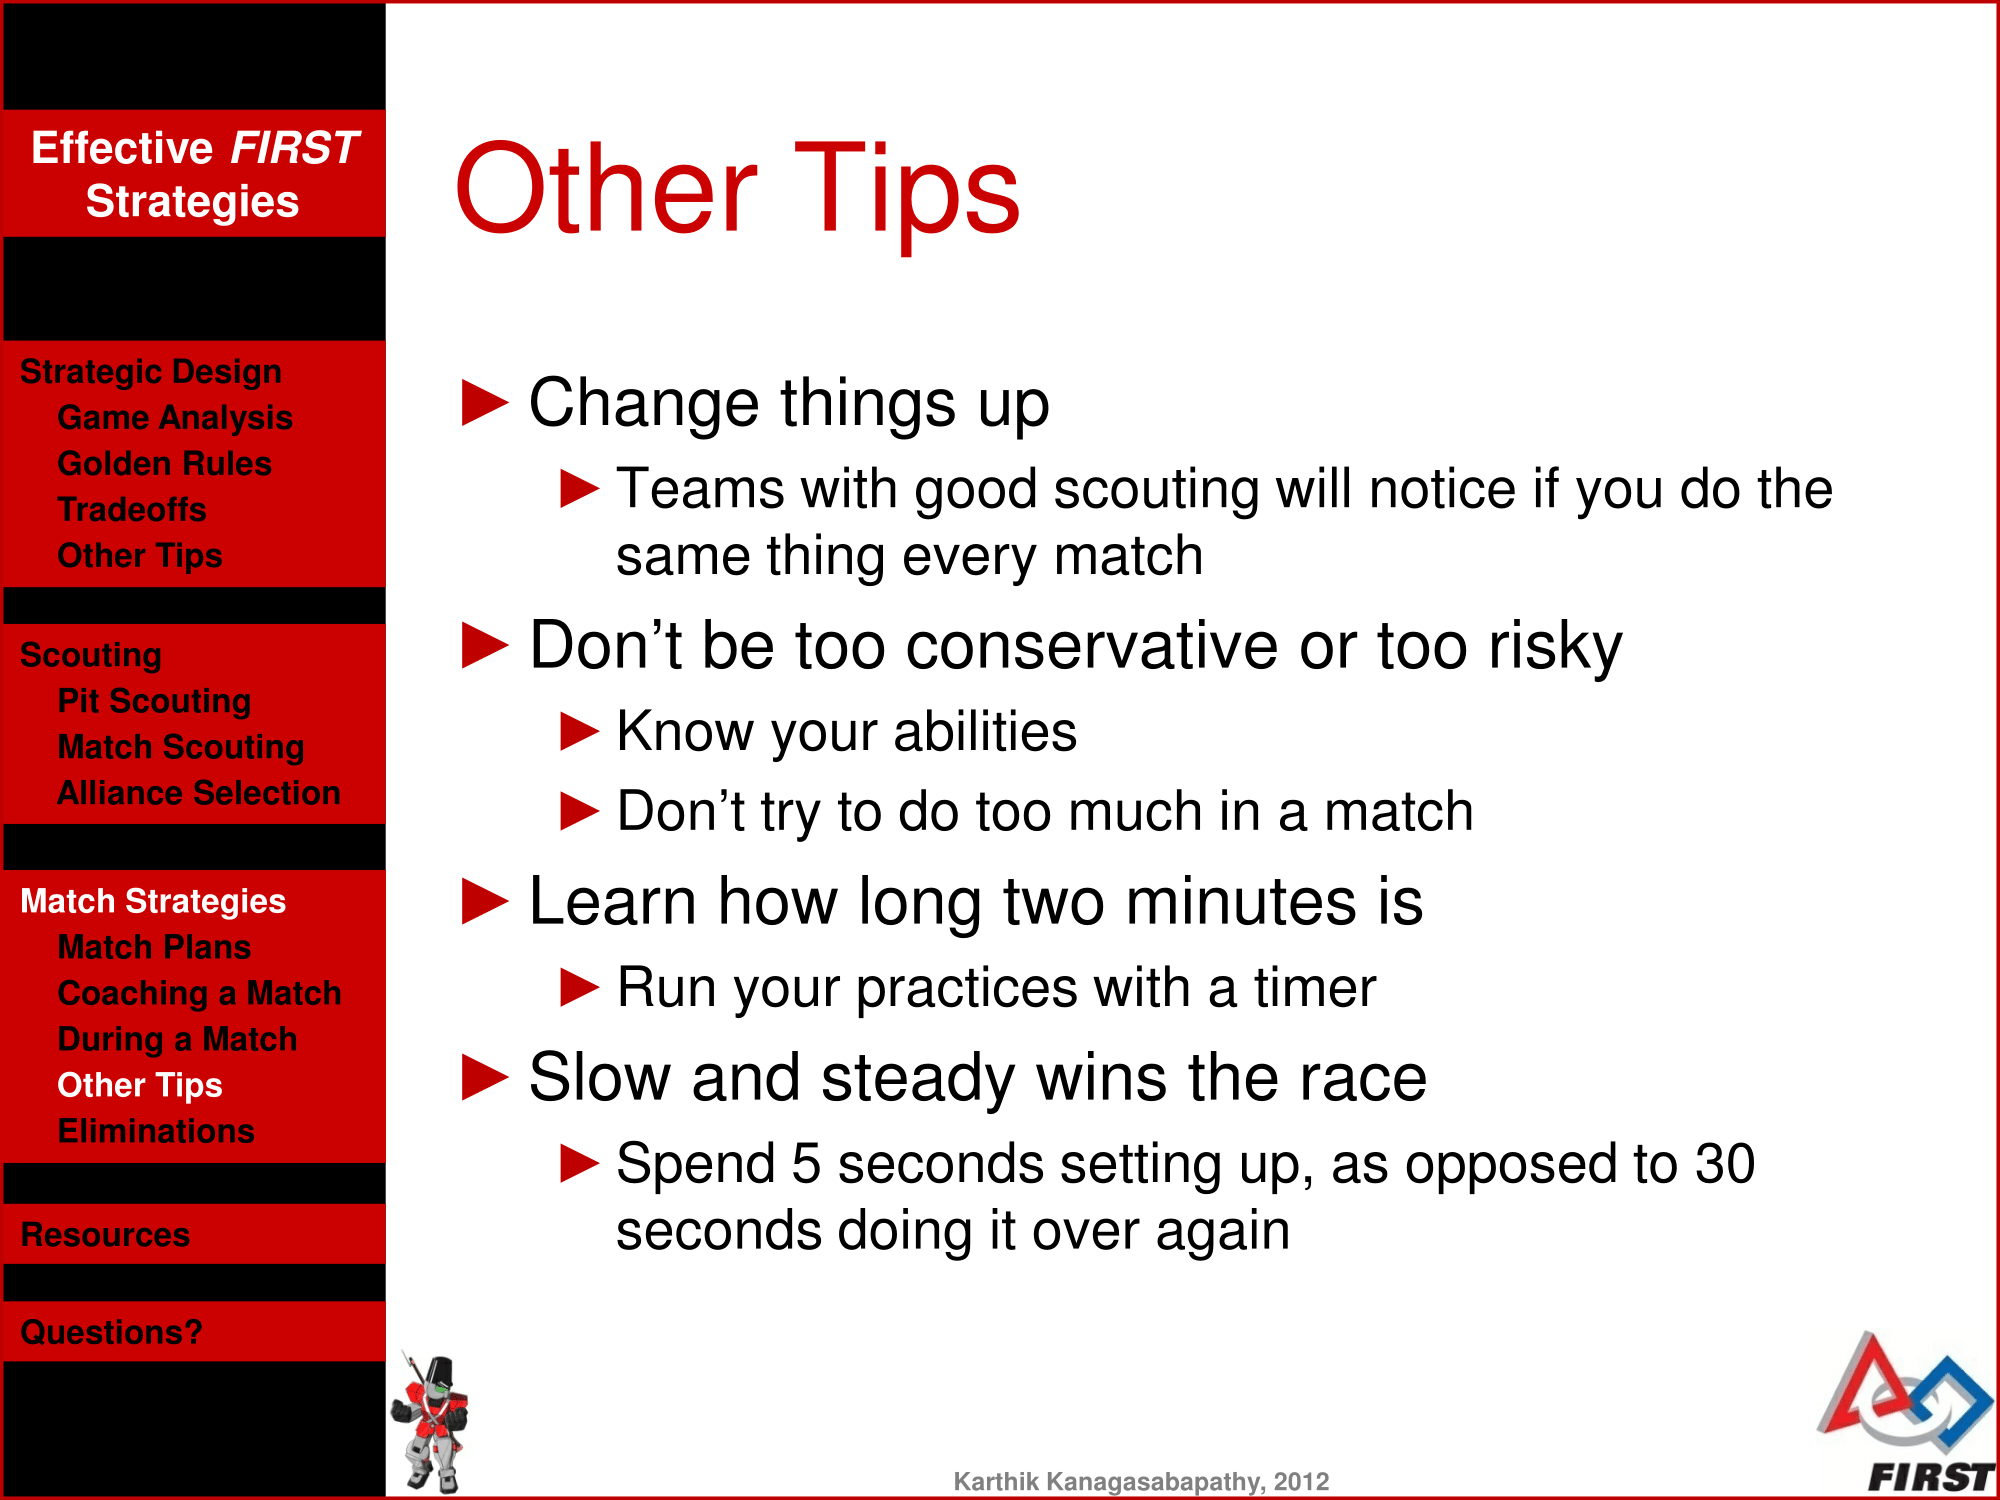 Effective FIRST
Strategies
Strategic Design
Game Analysis
Golden Rules
Tradeoffs
Other Tips
Scouting
Pit Scouting
Match Scouting
Alliance Selection
Match Strategies
Match Plans
Coaching a Match
During a Match
Other Tips
Eliminations
Resources
Questions?
Other Tips
► Change things up
► Teams with good scouting will notice if you do the
same thing every match
► Don’t be too conservative or too risky
► Know your abilities
► Don’t try to do too much in a match
► Learn how long two minutes is
► Run your practices with a timer
► Slow and steady wins the race
► Spend 5 seconds setting up, as opposed to 30
seconds doing it over again
Karthik Kanagasabapathy, 2012
FIRST